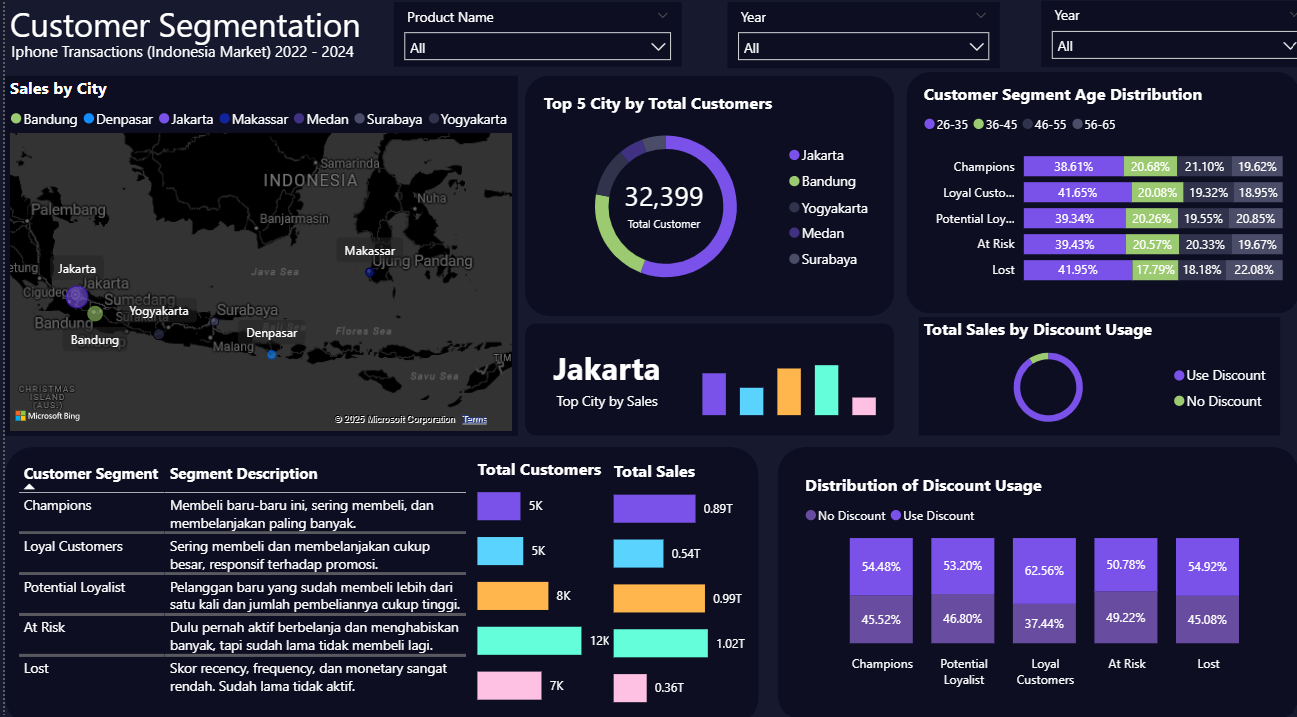 Customer Segmentation
Iphone Transactions (Indonesia Market) 2022 - 2024
Product Name
All
Year
All
Year
All
Sales by City
Bandung Denpasar Jakarta Makassar Medan Surabaya Yogyakarta
Samarinda
INDONESIA
Nuha
Palembang
Banjarmasin
Makassar
Ujung Pandang
etung
Jakarta
Java Sea
Jakarta
Cigudeg
Sumedang
Yogyakarta
Surabaya
Bandung
Surakarta
Denpasar
Flores Sea
Bandung
Malang
TIM
Savu Sea
CHRISTMAS
ISLAND
(AUS.)
Microsoft Bing
© 2025 Microsoft Corporation Terms
Top 5 City by Total Customers
32,399
Total Customer
Jakarta
Bandung
Yogyakarta
Medan
Surabaya
Customer Segment Age Distribution
26-35 36-45 46-55 56-65
Champions 38.61% 20.68% 21.10% 19.62%
Loyal Custo... 41.65% 20.08% 19.32% 18.95%
Potential Loy... 39.34% 20.26% 19.55% 20.85%
At Risk 39.43% 20.57% 20.33% 19.67%
Lost 41.95% 17.79% 18.18% 22.08%
Jakarta
Top City by Sales
Total Sales by Discount Usage
Use Discount
No Discount
Customer Segment Segment Description Total Customers Total Sales
Champions Membeli baru-baru ini, sering membeli, dan
membelanjakan paling banyak.
5K 0.89T
Loyal Customers Sering membeli dan membelanjakan cukup
besar, responsif terhadap promosi.
5K 0.54T
Potential Loyalist Pelanggan baru yang sudah membeli lebih dari
satu kali dan jumlah pembeliannya cukup tinggi.
8K 0.99T
At Risk Dulu pernah aktif berbelanja dan menghabiskan
banyak, tapi sudah lama tidak membeli lagi.
12K 1.02T
Lost Skor recency, frequency, dan monetary sangat
rendah. Sudah lama tidak aktif.
7K 0.36T
Distribution of Discount Usage
No Discount Use Discount
54.48% 53.20% 62.56% 50.78% 54.92%
45.52% 46.80% 37.44% 49.22% 45.08%
Champions Potential Loyalist Loyal Customers At Risk Lost